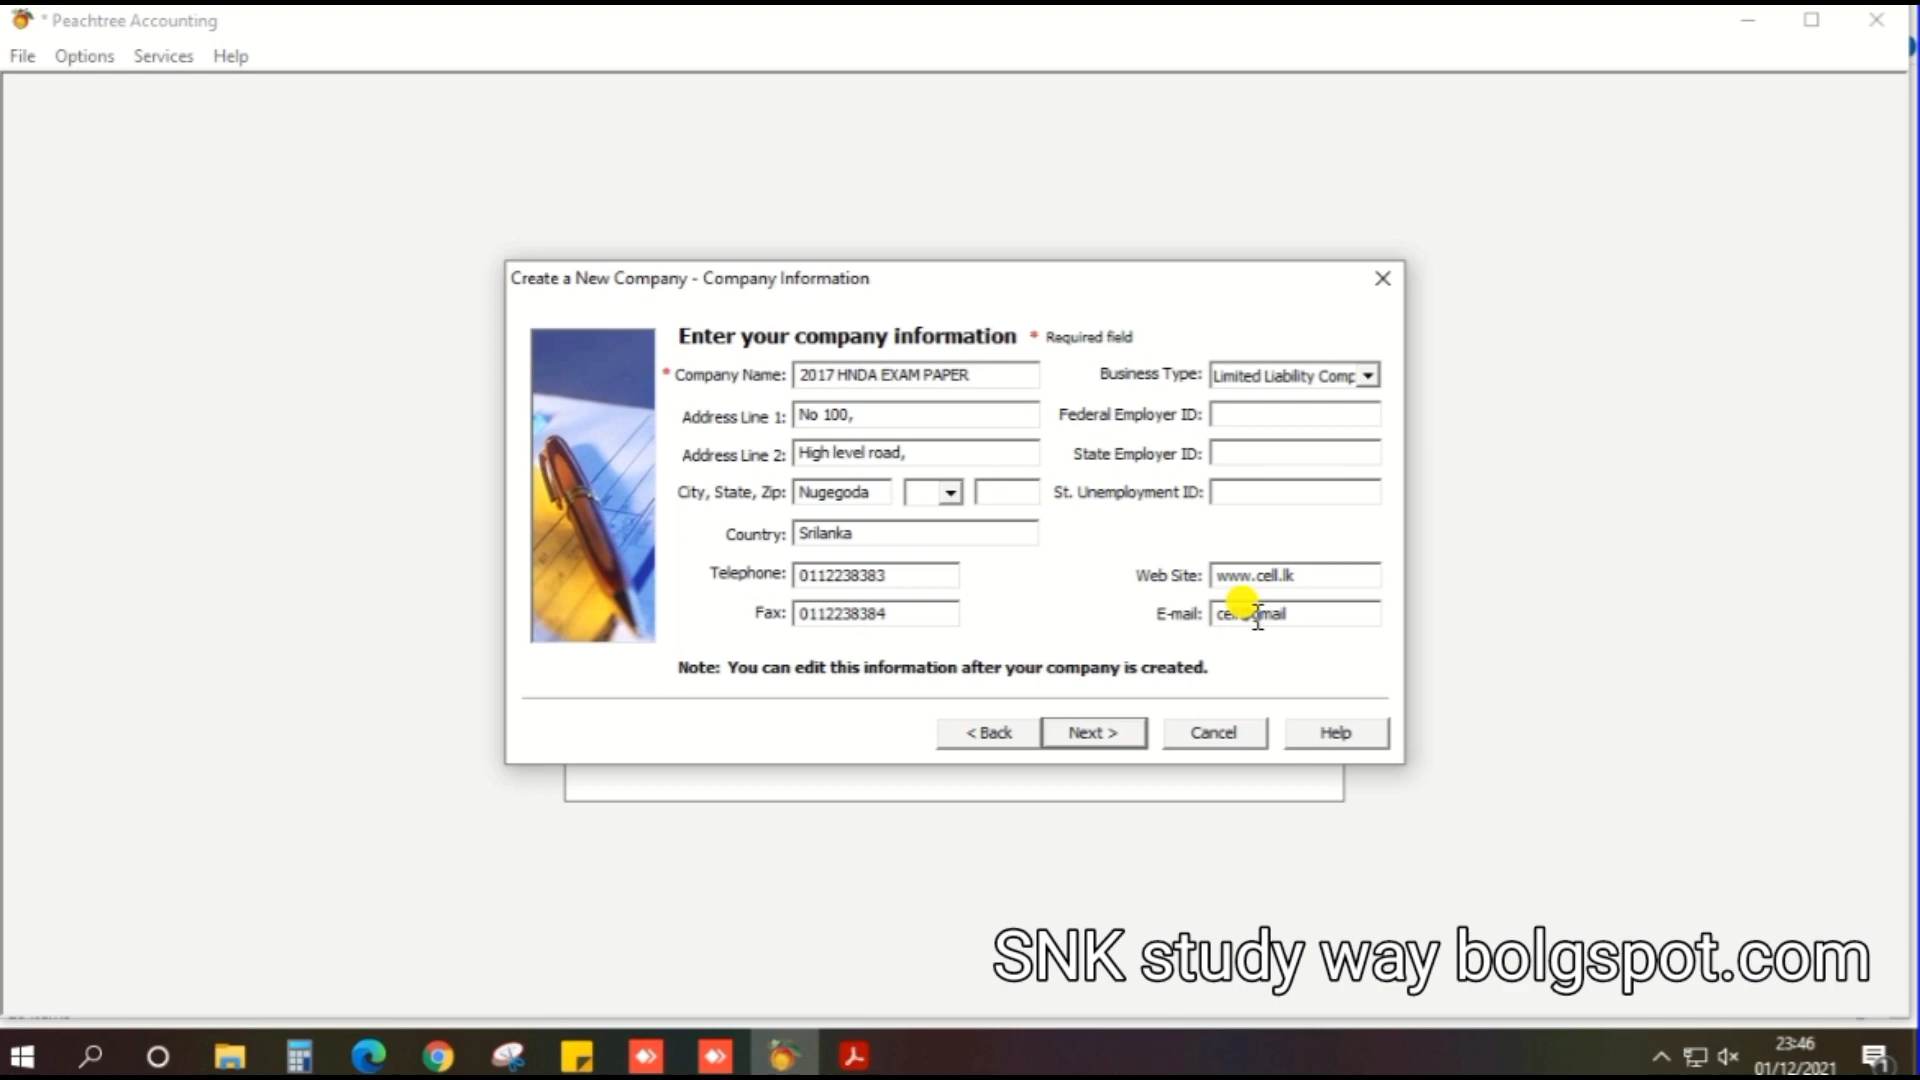 * Peachtree Accounting
File Options Services Help
Create a New Company - Company Information
Enter your company information * Required field
* Company Name: 2017 HNDA EXAM PAPER
Business Type: Limited Liability Comp
Address Line 1: No 100,
Federal Employer ID:
Address Line 2: High level road,
State Employer ID:
City, State, Zip: Nugegoda
St. Unemployment ID:
Country: Srilanka
Telephone: 0112238383
Web Site: www.cell.lk
Fax: 0112238384
E-mail:
Note: You can edit this information after your company is created.
< Back Next > Cancel Help
SNK study way bolgspot.com
23:46
01/12/2021
1